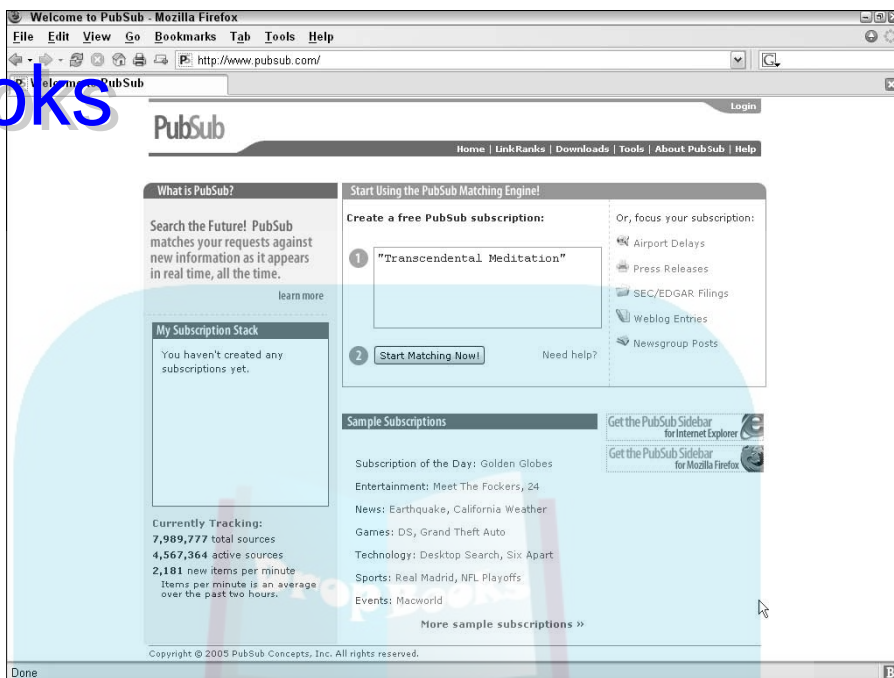 Welcome to PubSub - Mozilla Firefox
File Edit View Go Bookmarks Tab Tools Help
http://www.pubsub.com/
G
Welcome to PubSub
oks
Login
PubSub
Home | LinkRanks | Downloads | Tools | About PubSub | Help
What is PubSub?
Search the Future! PubSub
matches your requests against
new information as it appears
in real time, all the time.
learn more
My Subscription Stack
You haven't created any
subscriptions yet.
Currently Tracking:
7,989,777 total sources
4,567,364 active sources
2,181 new items per minute
Items per minute is an average
over the past two hours.
Start Using the PubSub Matching Engine!
Create a free PubSub subscription:
1
"Transcendental Meditation"
2
Start Matching Now!
Need help?
Or, focus your subscription:
Airport Delays
Press Releases
SEC/EDGAR Filings
Weblog Entries
Newsgroup Posts
Sample Subscriptions
Subscription of the Day: Golden Globes
Entertainment: Meet The Fockers, 24
News: Earthquake, California Weather
Games: DS, Grand Theft Auto
Technology: Desktop Search, Six Apart
Sports: Real Madrid, NFL Playoffs
Events: Macworld
More sample subscriptions »
Get the PubSub Sidebar
for Internet Explorer
Get the PubSub Sidebar
for Mozilla Firefox
DropBooks
Copyright © 2005 PubSub Concepts, Inc. All rights reserved.
Done